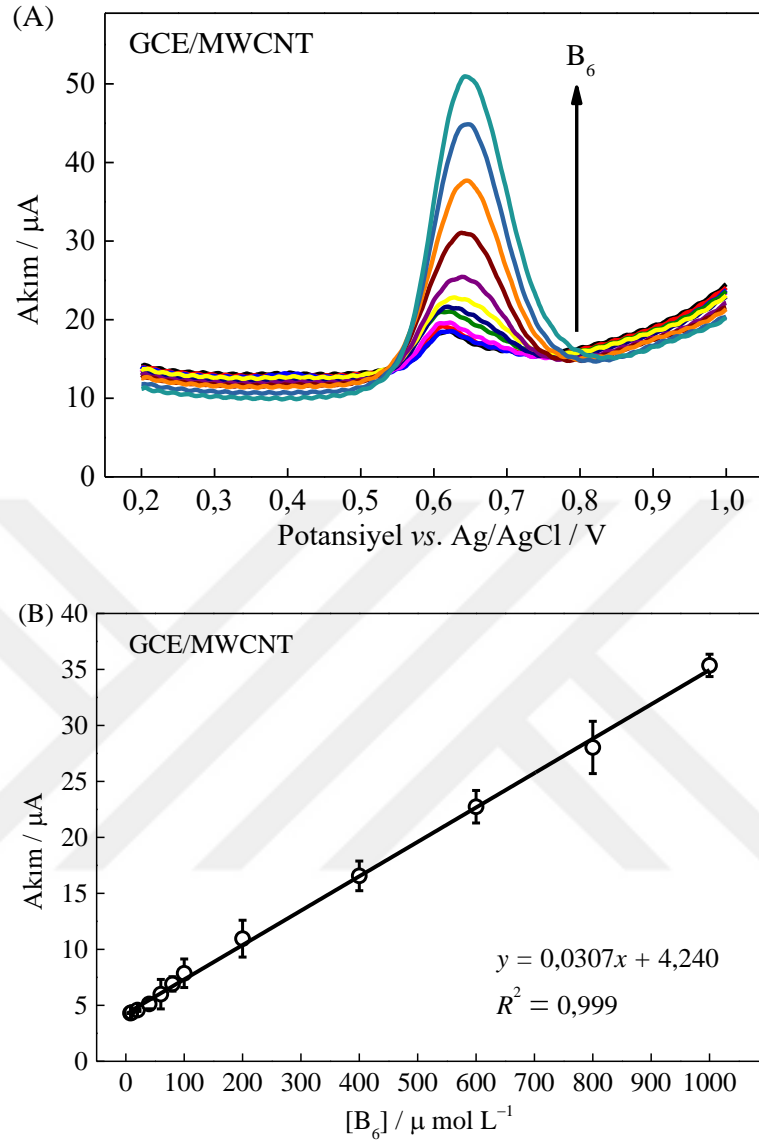 (A)
GCE/MWCNT
B₆
50
40
30
20
10
0
Akım / µA
0,2 0,3 0,4 0,5 0,6 0,7 0,8 0,9 1,0
Potansiyel vs. Ag/AgCl / V
(B)
GCE/MWCNT
40
35
30
25
20
15
10
5
0
Akım / µA
y = 0,0307x + 4,240
R² = 0,999
0 100 200 300 400 500 600 700 800 900 1000
[B₆] / µ mol L⁻¹